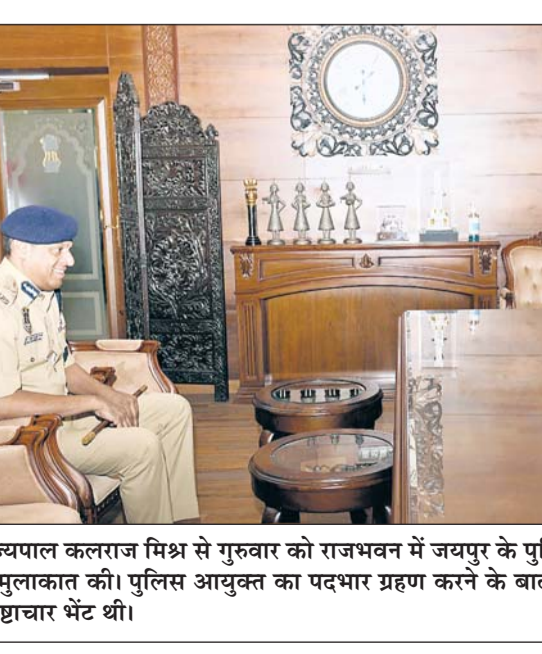 ज्यपाल कलराज मिश्र से गुरुवार को राजभवन में जयपुर के
मुलाकात की। पुलिस आयुक्त का पदभार ग्रहण करने के
ष्टाचार भेंट थी।